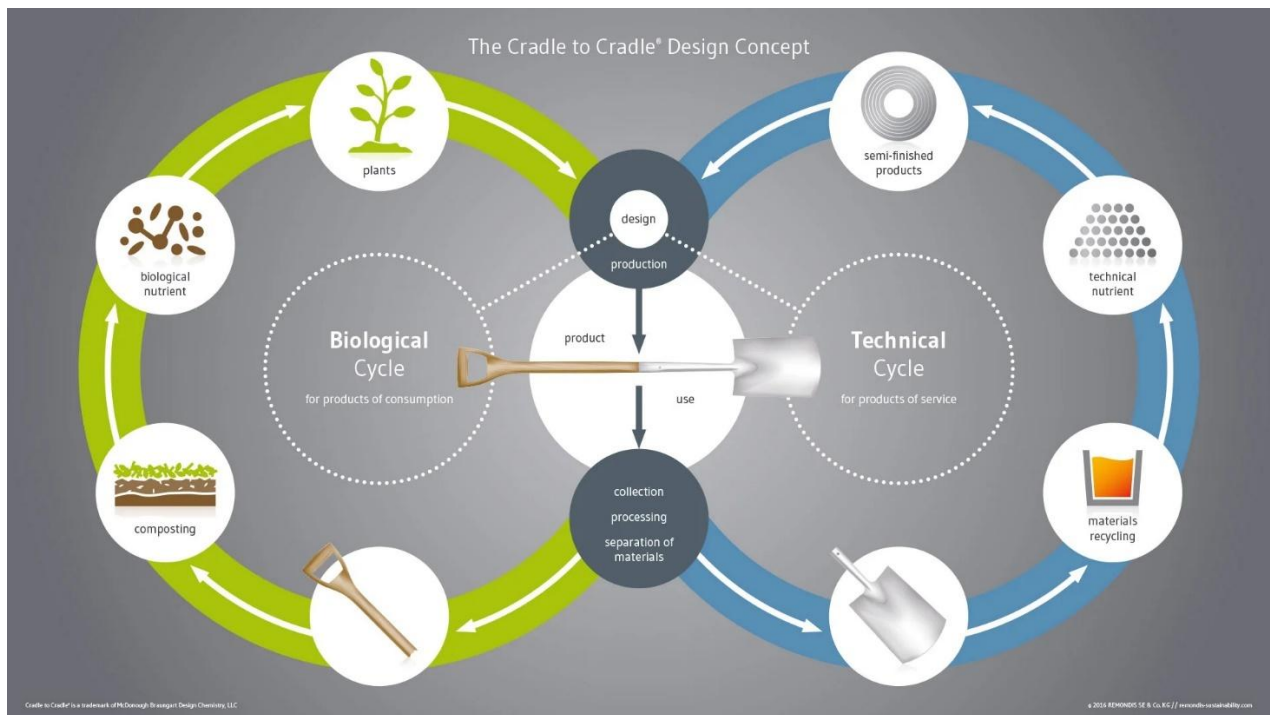 The Cradle to Cradle® Design Concept
plants
semi-finished
products
design
production
biological
nutrient
technical
nutrient
Biological
Cycle
for products of consumption
product
use
Technical
Cycle
for products of service
composting
collection
processing
separation of
materials
materials
recycling
Cradle to Cradle® is a trademark of McDonough Braungart Design Chemistry, LLC
© 2016 REMONDIS SE & Co. KG // remondis-sustainability.com